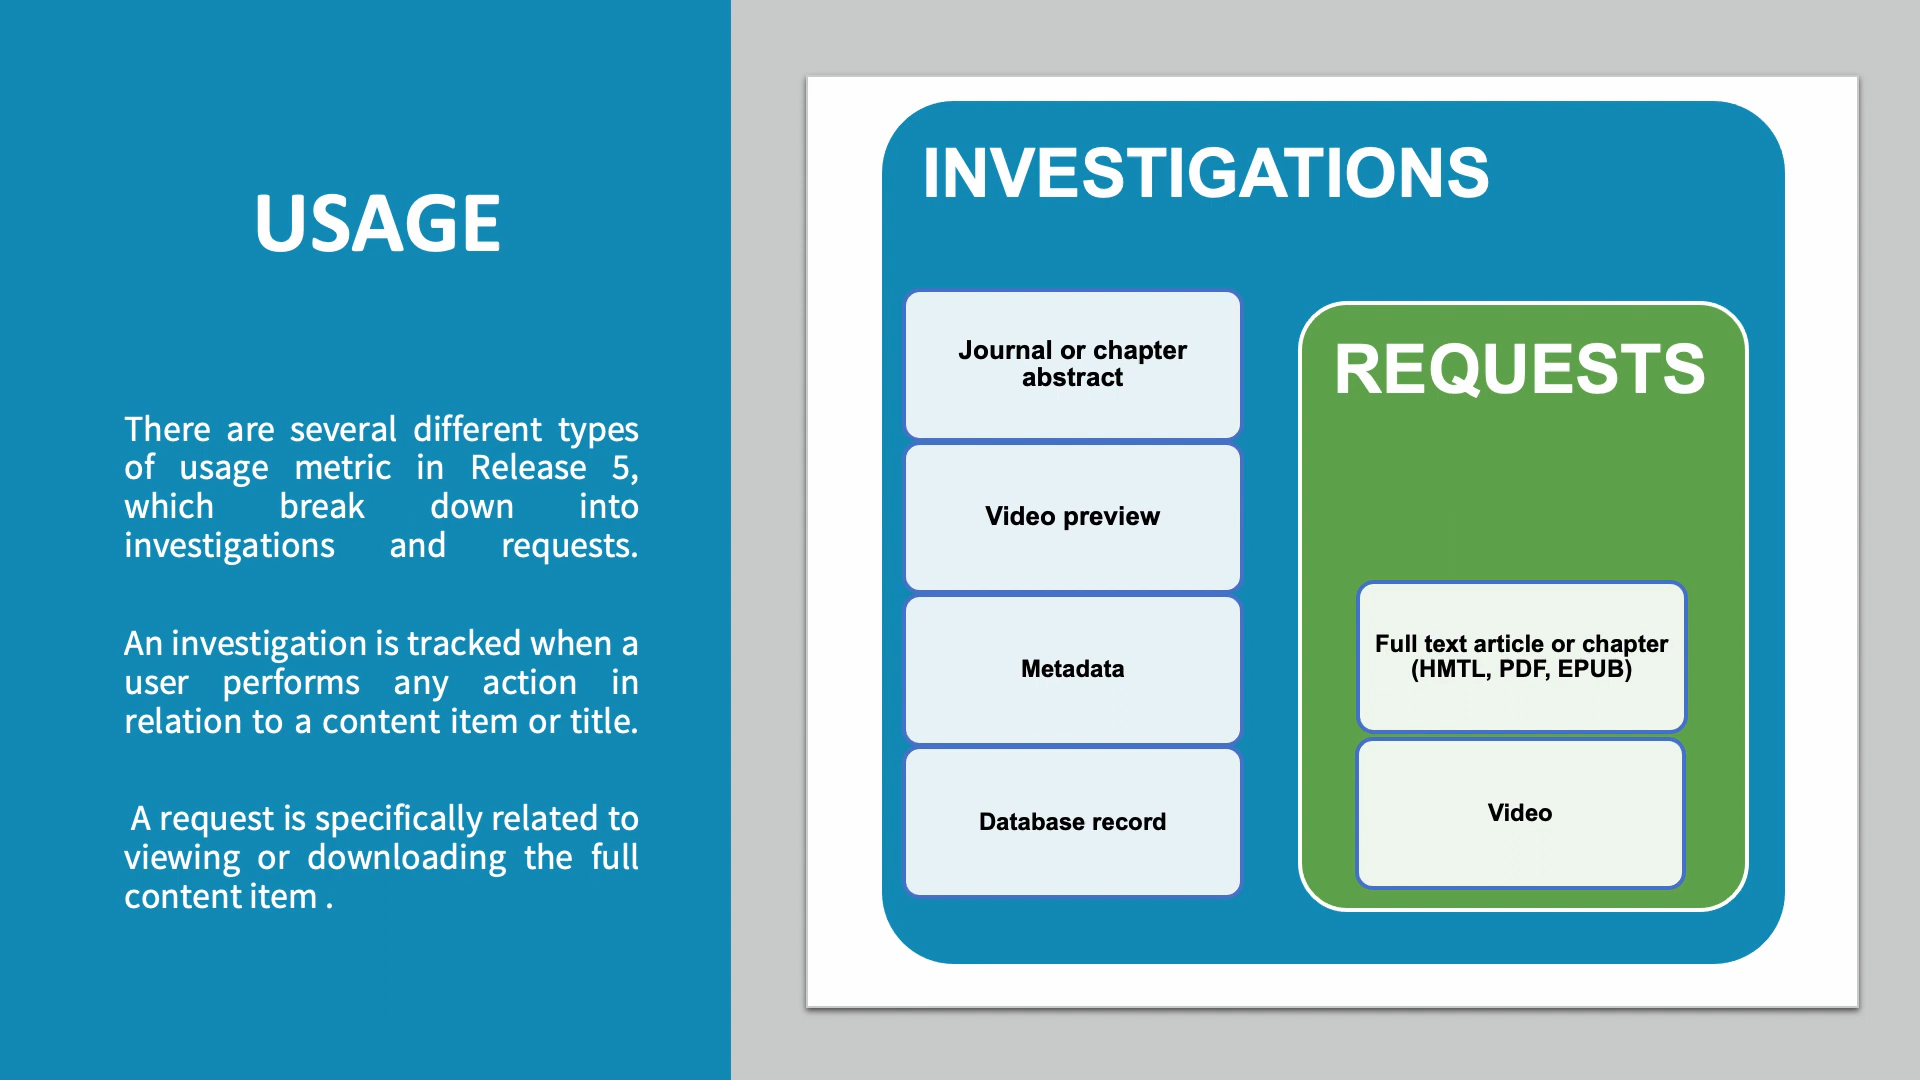 USAGE
There are several different types
of usage metric in Release 5,
which break down into
investigations and requests.
An investigation is tracked when a
user performs any action in
relation to a content item or title.
A request is specifically related to
viewing or downloading the full
content item .
INVESTIGATIONS
Journal or chapter
abstract
Video preview
Metadata
Database record
REQUESTS
Full text article or chapter
(HMTL, PDF, EPUB)
Video